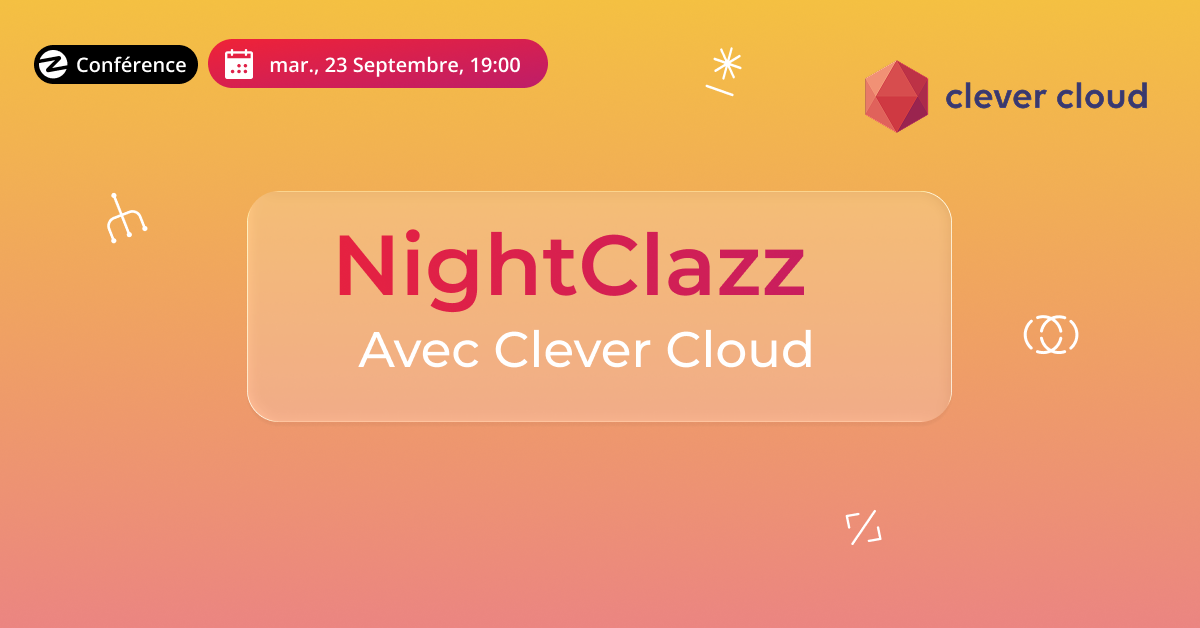 Conférence
mar., 23 Septembre, 19:00
clever cloud
NightClazz
Avec Clever Cloud